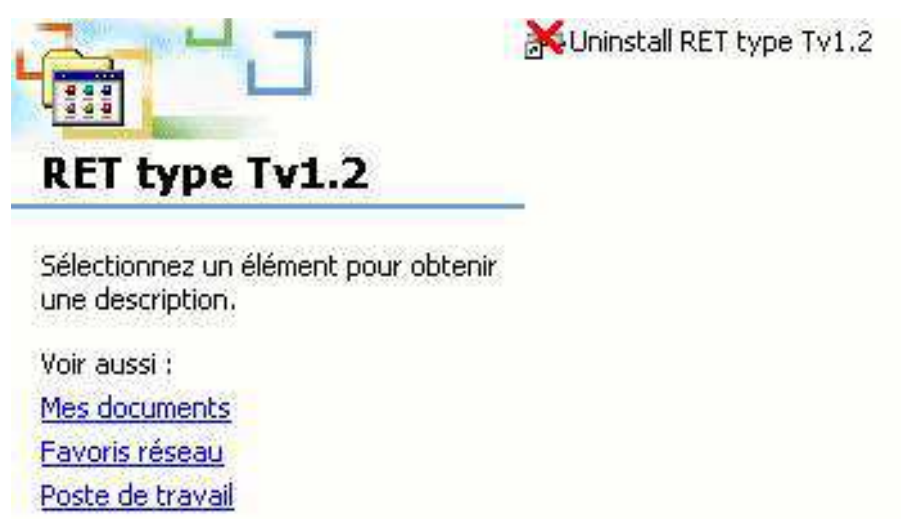 Uninstall RET type Tv1.2
RET type Tv1.2
Sélectionnez un élément pour obtenir
une description.
Voir aussi :
Mes documents
Favoris réseau
Poste de travail